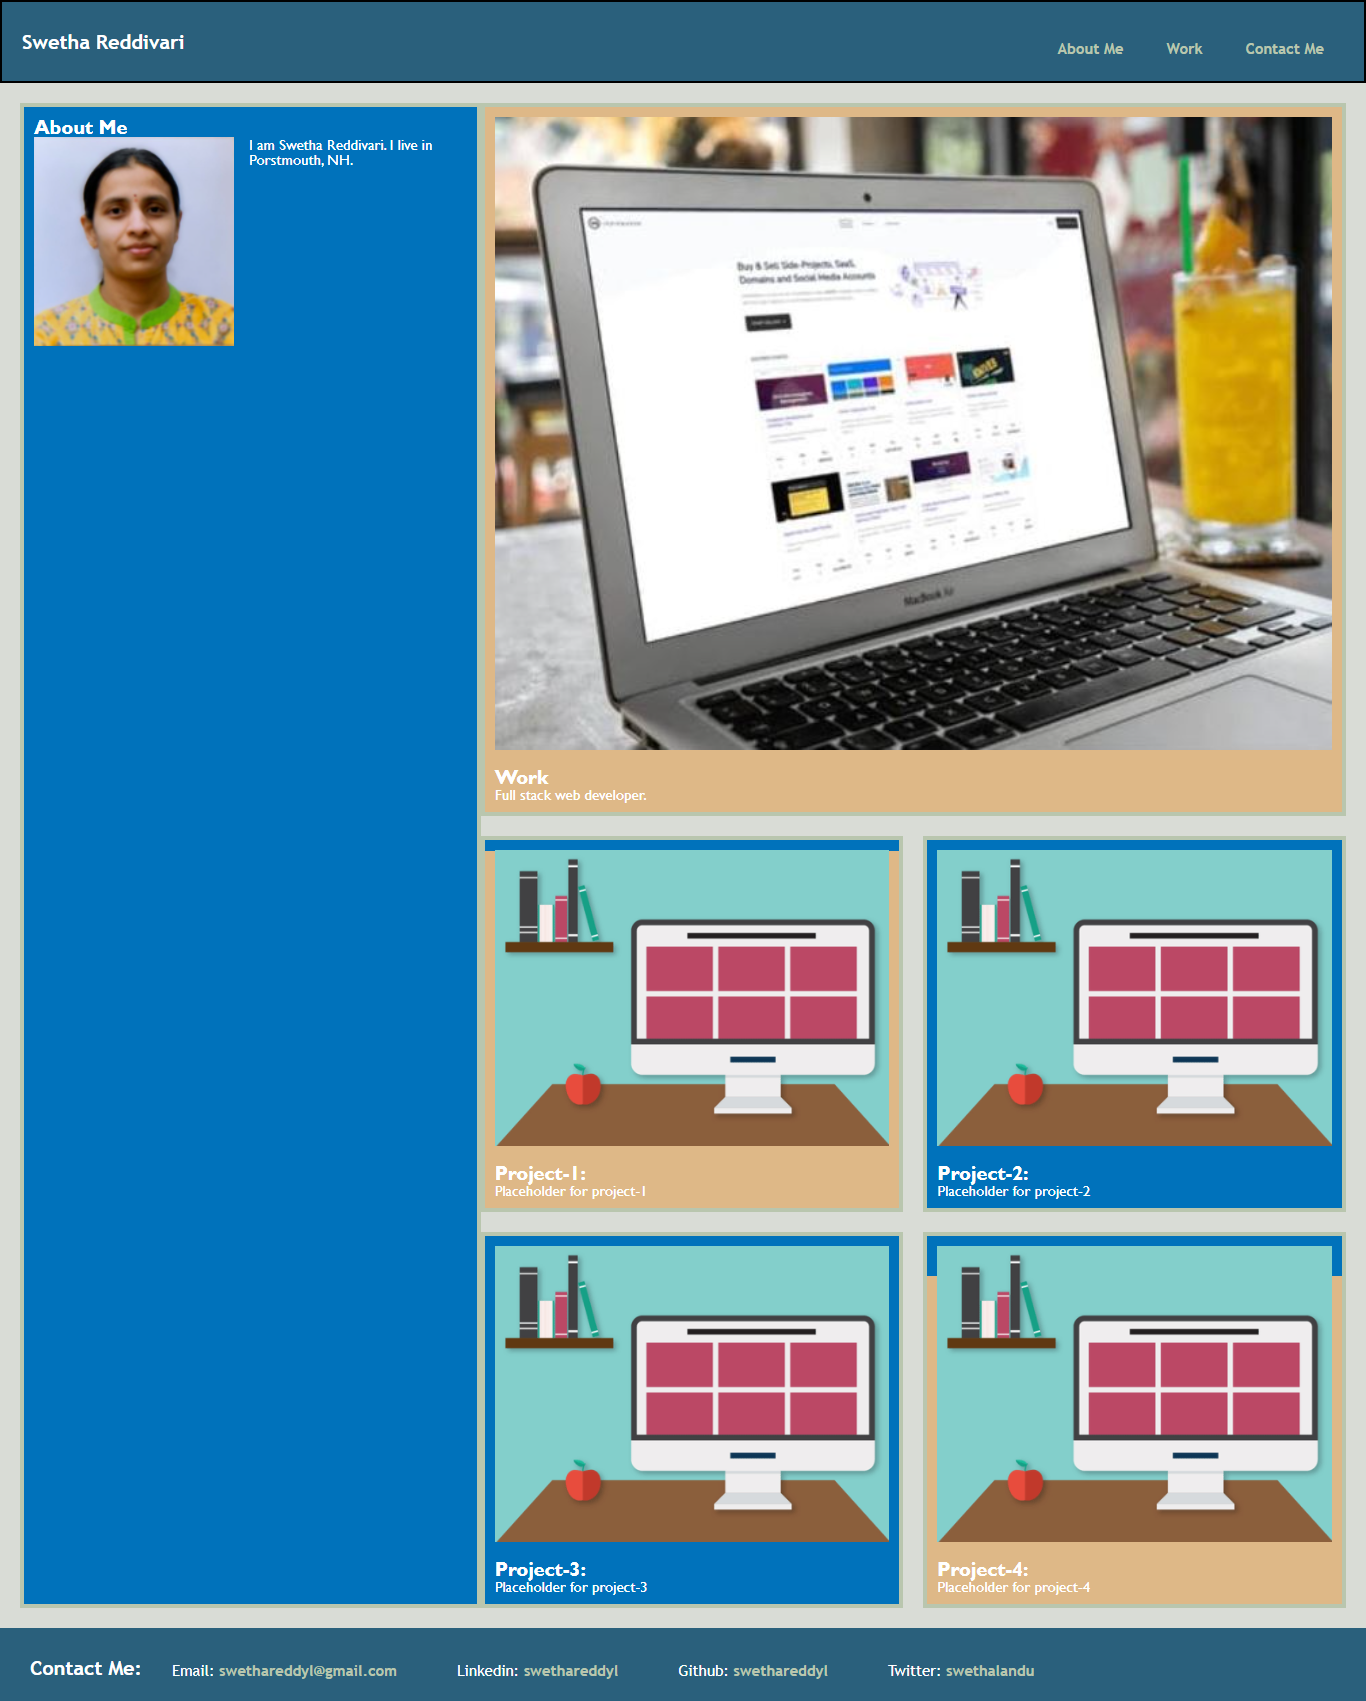 Swetha Reddivari
About Me
Work
Contact Me
About Me
I am Swetha Reddivari. I live in
Porstmouth, NH.
Buy & Sell Side-Projects, SaaS,
Domains and Social Media Accounts
MacBook Air
Work
Full stack web developer.
Project-1:
Placeholder for project-1
Project-2:
Placeholder for project-2
Project-3:
Placeholder for project-3
Project-4:
Placeholder for project-4
Contact Me:
Email: swethareddyl@gmail.com
Linkedin: swethareddyl
Github: swethareddyl
Twitter: swethalandu